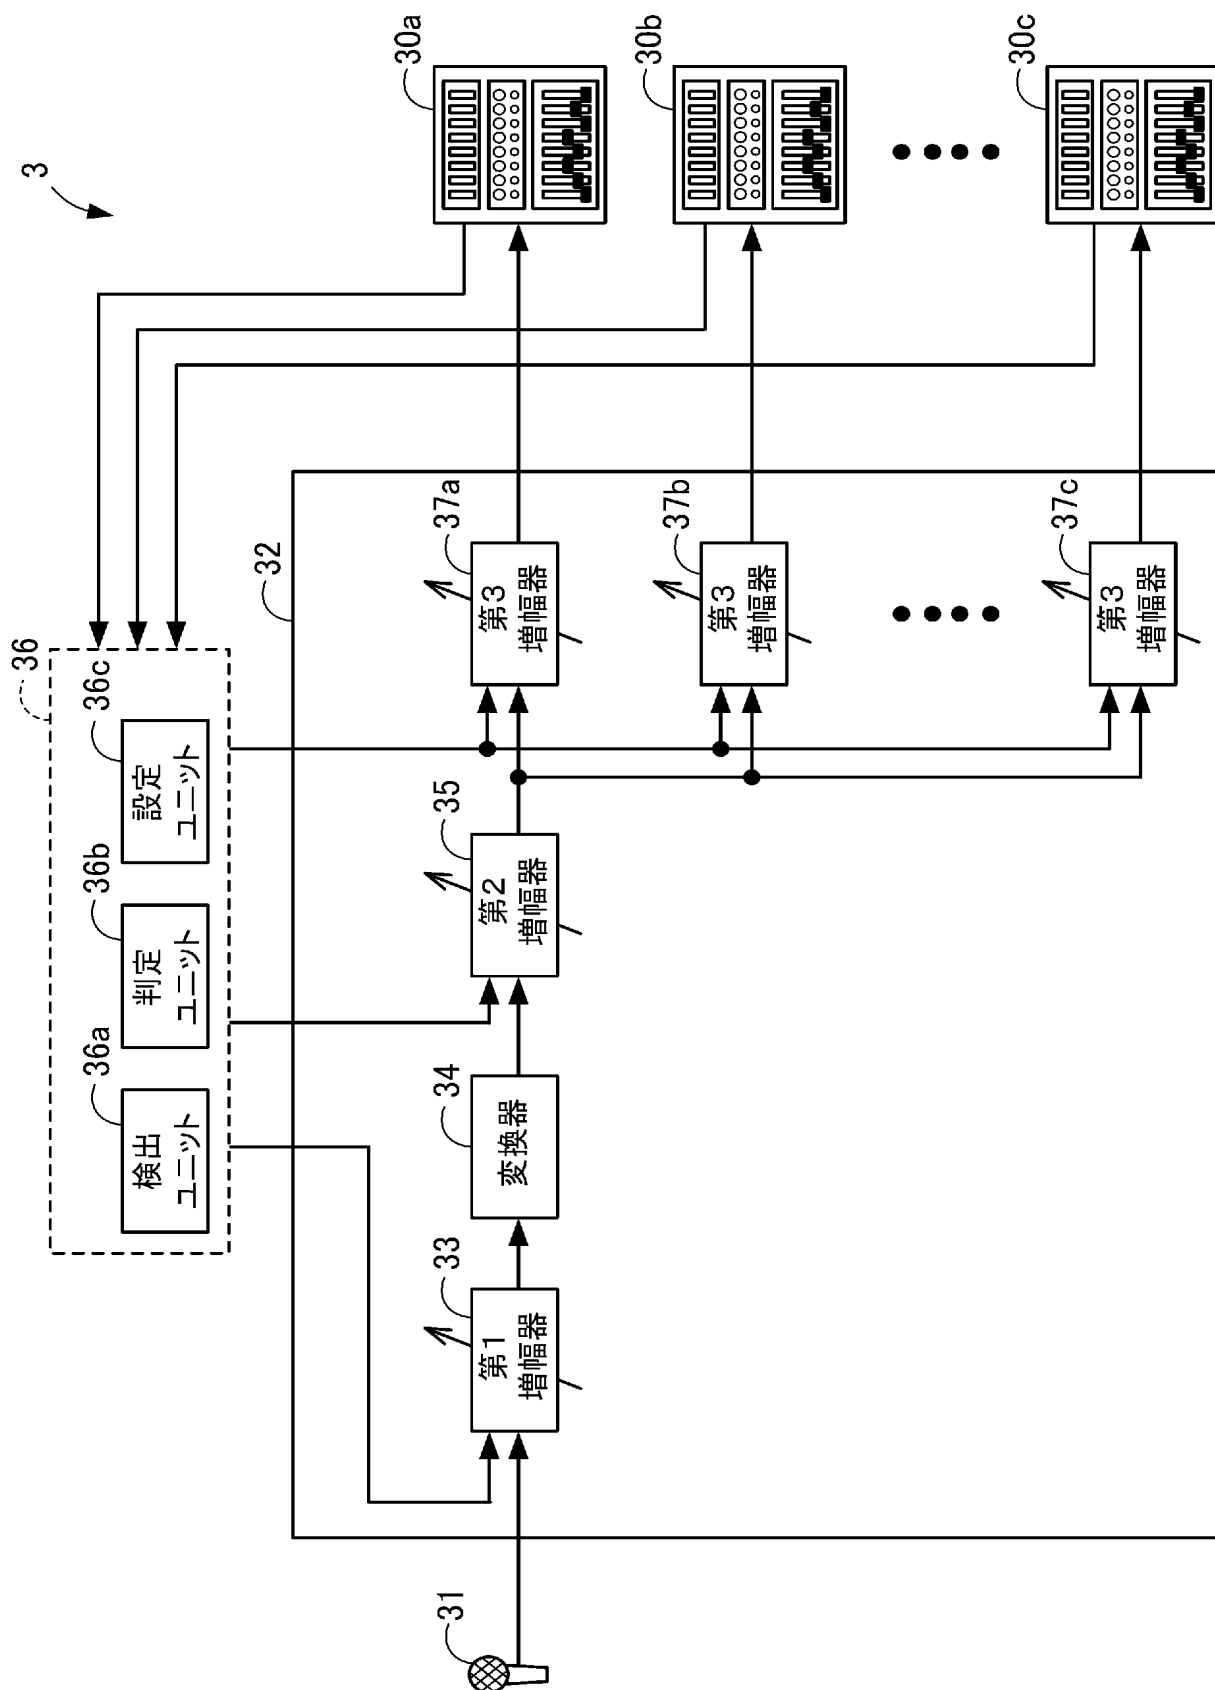 3
36
36a
検出
ユニット
36b
判定
ユニット
36c
設定
ユニット
32
31
33
第1
増幅器
34
変換器
35
第2
増幅器
37a
第3
増幅器
37b
第3
増幅器
37c
第3
増幅器
30a
30b
30c